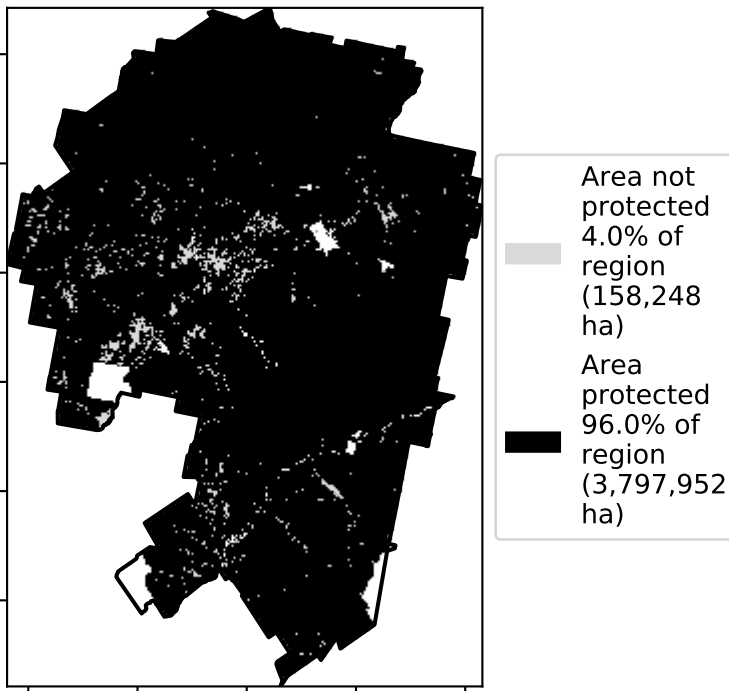 Area not
protected
4.0% of
region
(158,248
ha)
Area
protected
96.0% of
region
(3,797,952
ha)